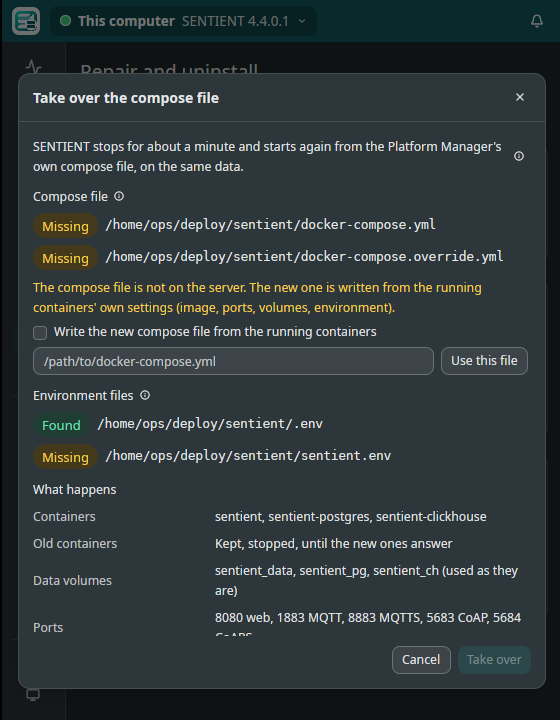 This computer SENTIENT 4.4.0.1
Repair and uninstall
Take over the compose file
SENTIENT stops for about a minute and starts again from the Platform Manager's
own compose file, on the same data.
Compose file
Missing /home/ops/deploy/sentient/docker-compose.yml
Missing /home/ops/deploy/sentient/docker-compose.override.yml
The compose file is not on the server. The new one is written from the running
containers' own settings (image, ports, volumes, environment).
Write the new compose file from the running containers
/path/to/docker-compose.yml Use this file
Environment files
Found /home/ops/deploy/sentient/.env
Missing /home/ops/deploy/sentient/sentient.env
What happens
Containers sentient, sentient-postgres, sentient-clickhouse
Old containers Kept, stopped, until the new ones answer
Data volumes sentient_data, sentient_pg, sentient_ch (used as they
are)
Ports 8080 web, 1883 MQTT, 8883 MQTTS, 5683 CoAP, 5684
CoAPS
Cancel Take over